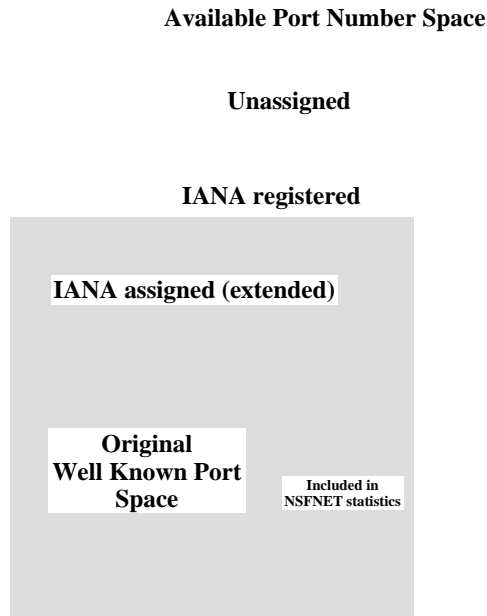 Available Port Number Space
Unassigned
IANA registered
IANA assigned (extended)
Original
Well Known Port
Space
Included in
NSFNET statistics